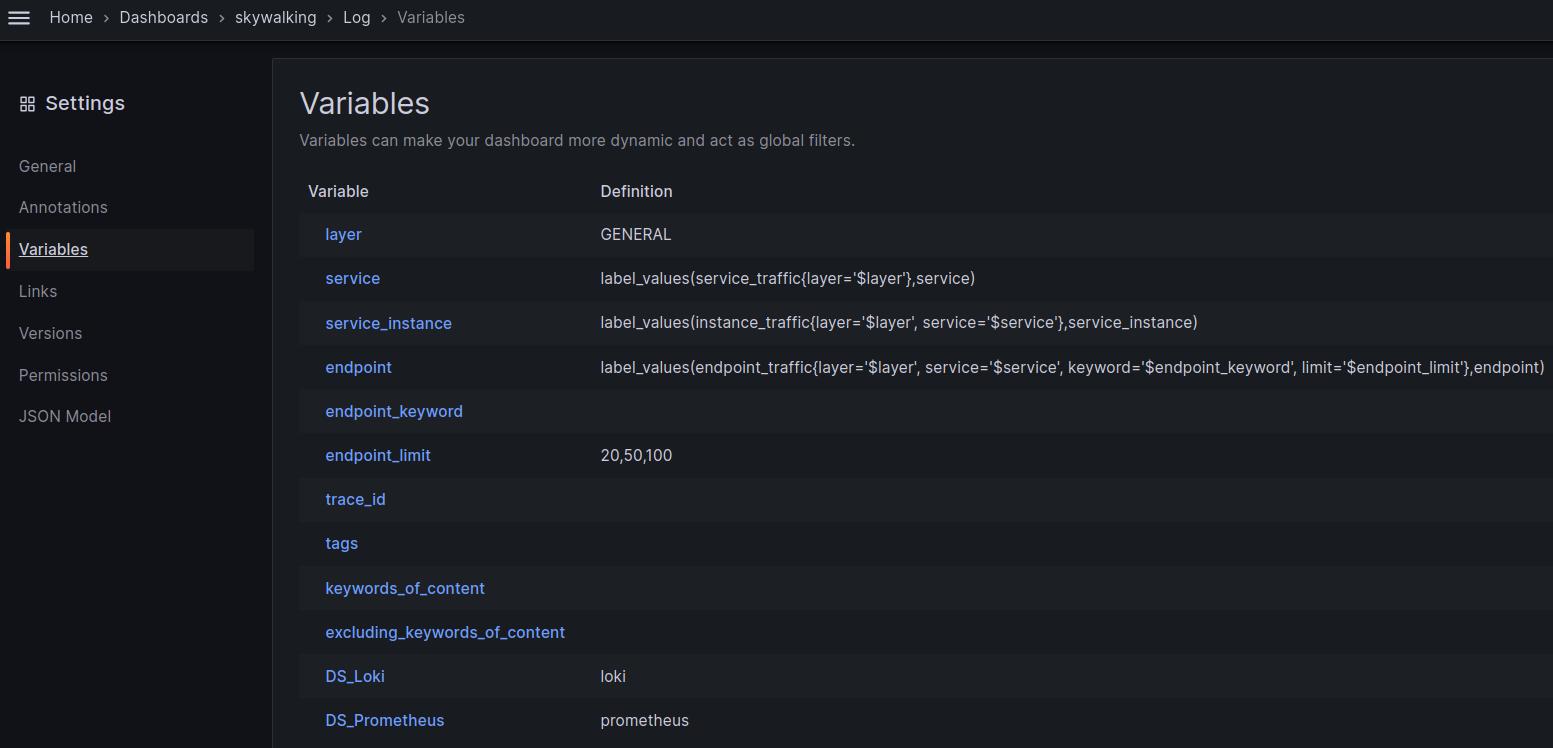 Home › Dashboards › skywalking › Log › Variables
Settings
General
Annotations
Variables
Links
Versions
Permissions
JSON Model
Variables
Variables can make your dashboard more dynamic and act as global filters.
Variable Definition
layer GENERAL
service label_values(service_traffic{layer='$layer'},service)
service_instance label_values(instance_traffic{layer='$layer', service='$service'},service_instance)
endpoint label_values(endpoint_traffic{layer='$layer', service='$service', keyword='$endpoint_keyword', limit='$endpoint_limit'},endpoint)
endpoint_keyword
endpoint_limit 20,50,100
trace_id
tags
keywords_of_content
excluding_keywords_of_content
DS_Loki loki
DS_Prometheus prometheus